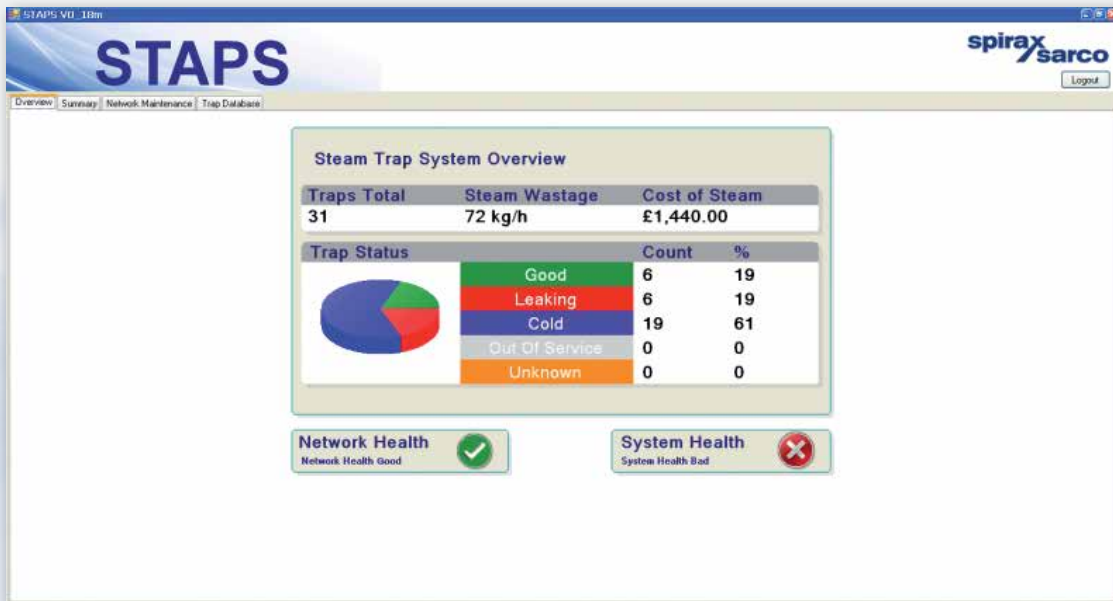 STAPS V0_18m
STAPS
spirax
sarco
Logout
Overview Summary Network Maintenance Trap Database
Steam Trap System Overview
Traps Total Steam Wastage Cost of Steam
31 72 kg/h £1,440.00
Trap Status Count %
Good 6 19
Leaking 6 19
Cold 19 61
Out Of Service 0 0
Unknown 0 0
Network Health System Health
Network Health Good System Health Bad